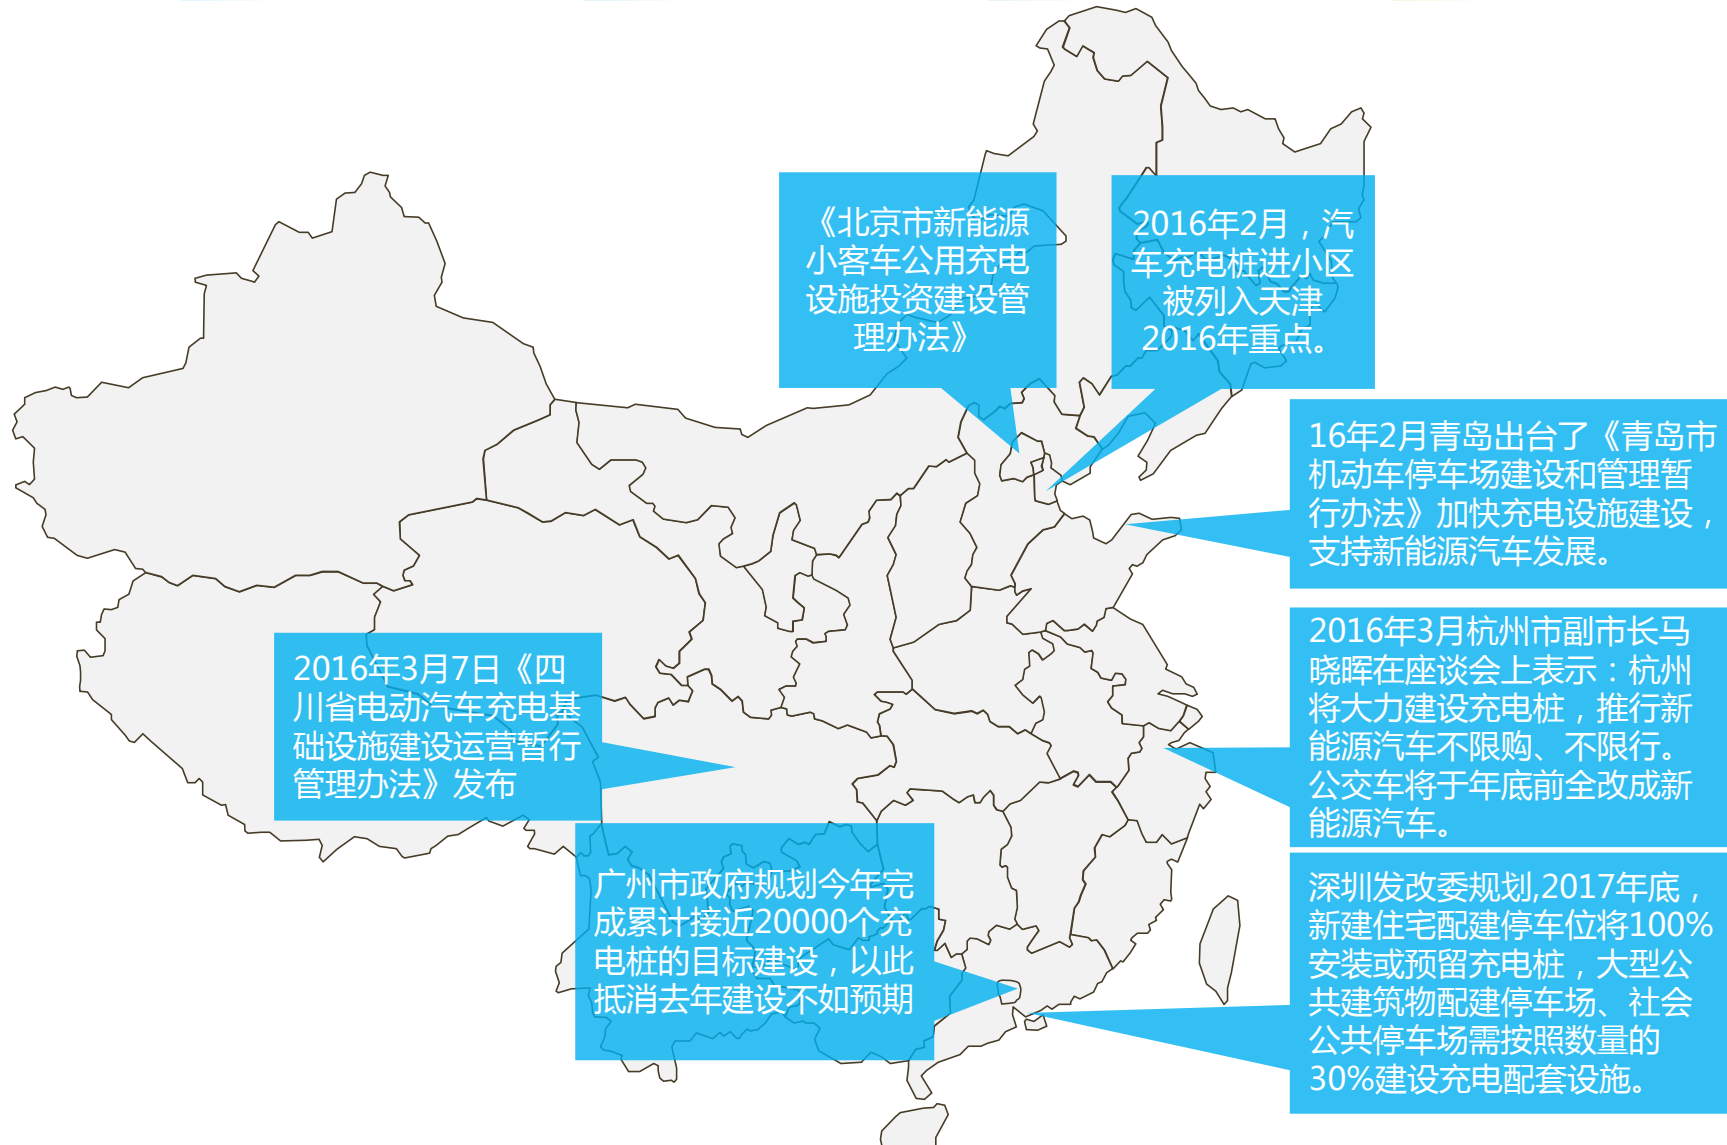 《北京市新能源
小客车公用充电
设施投资建设管
理办法》
2016年2月，汽
车充电桩进小区
被列入天津
2016年重点。
16年2月青岛出台了《青岛市
机动车停车场建设和管理暂
行办法》加快充电设施建设，
支持新能源汽车发展。
2016年3月杭州市副市长马
晓晖在座谈会上表示：杭州
将大力建设充电桩，推行新
能源汽车不限购、不限行。
公交车将于年底前全改成新
能源汽车。
2016年3月7日《四
川省电动汽车充电基
础设施建设运营暂行
管理办法》发布
广州市政府规划今年完
成累计接近20000个充
电桩的目标建设，以此
抵消去年建设不如预期
深圳发改委规划,2017年底，
新建住宅配建停车位将100%
安装或预留充电桩，大型公
共建筑物配建停车场、社会
公共停车场需按照数量的
30%建设充电配套设施。